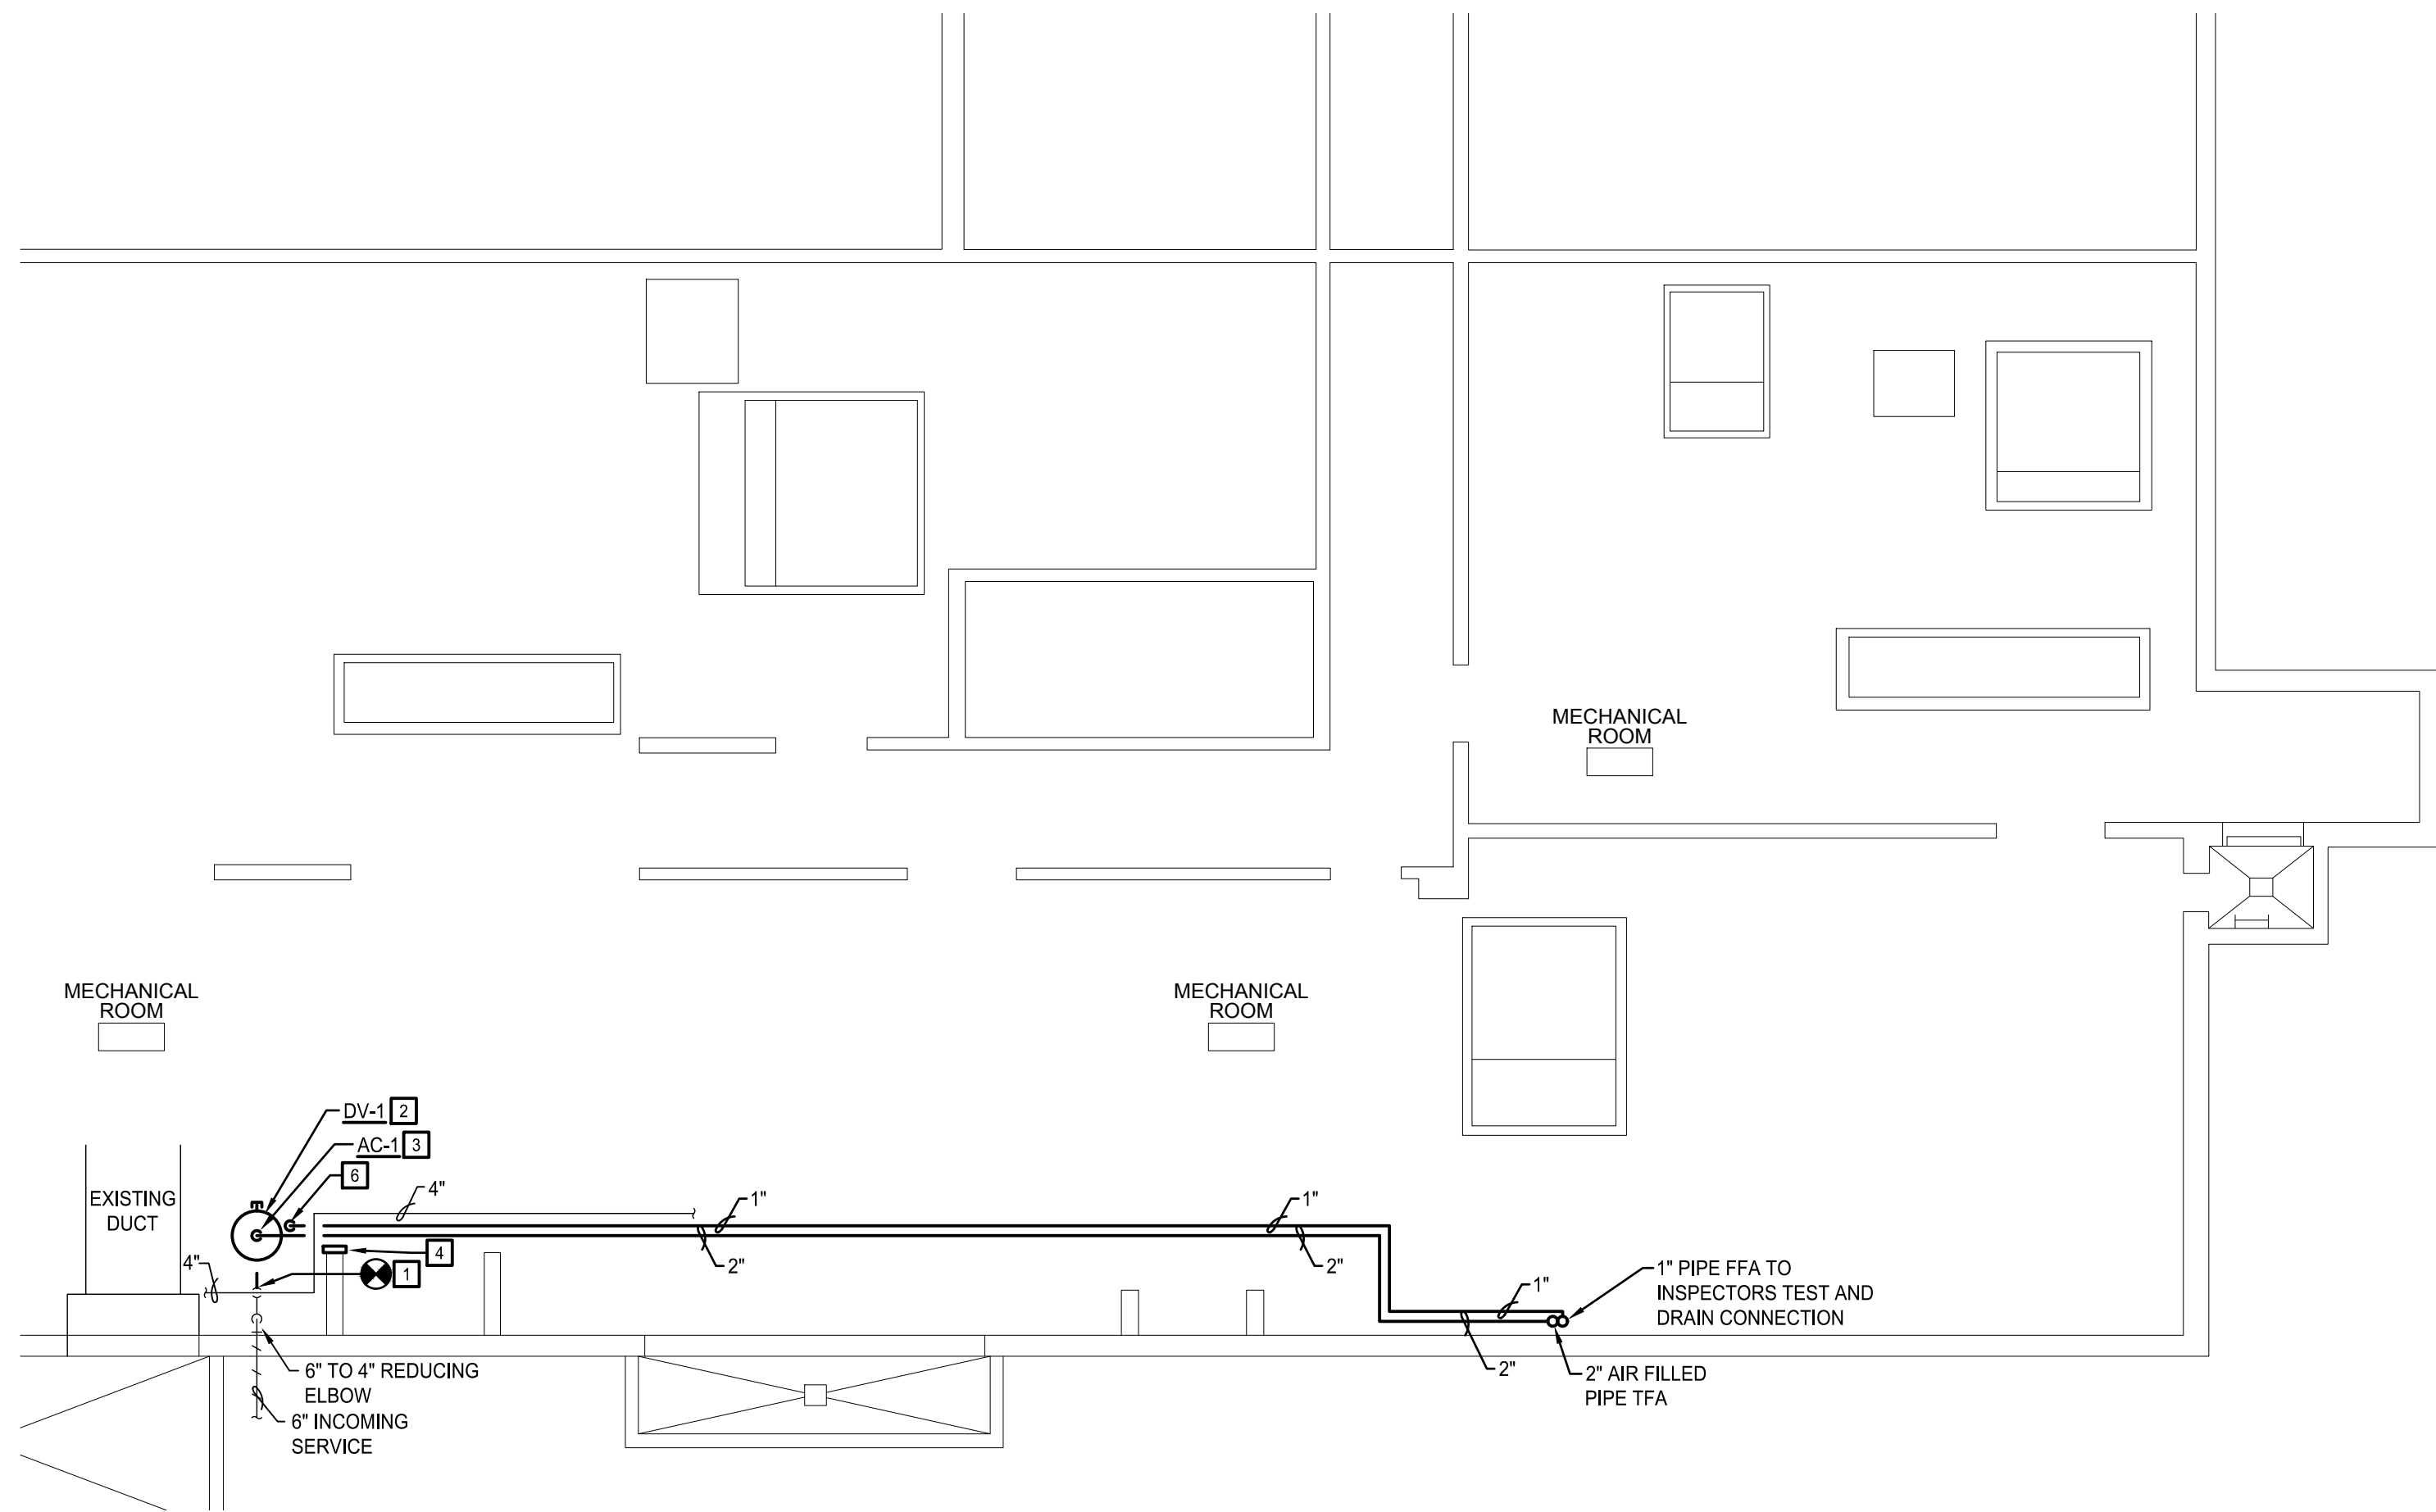 MECHANICAL
ROOM
MECHANICAL
ROOM
MECHANICAL
ROOM
DV-1 2
AC-1 3
6
4"
1"
1"
EXISTING
DUCT
4"
4
1
2"
2"
1"
1" PIPE FFA TO
INSPECTORS TEST AND
DRAIN CONNECTION
6" TO 4" REDUCING
ELBOW
2"
2" AIR FILLED
PIPE TFA
6" INCOMING
SERVICE